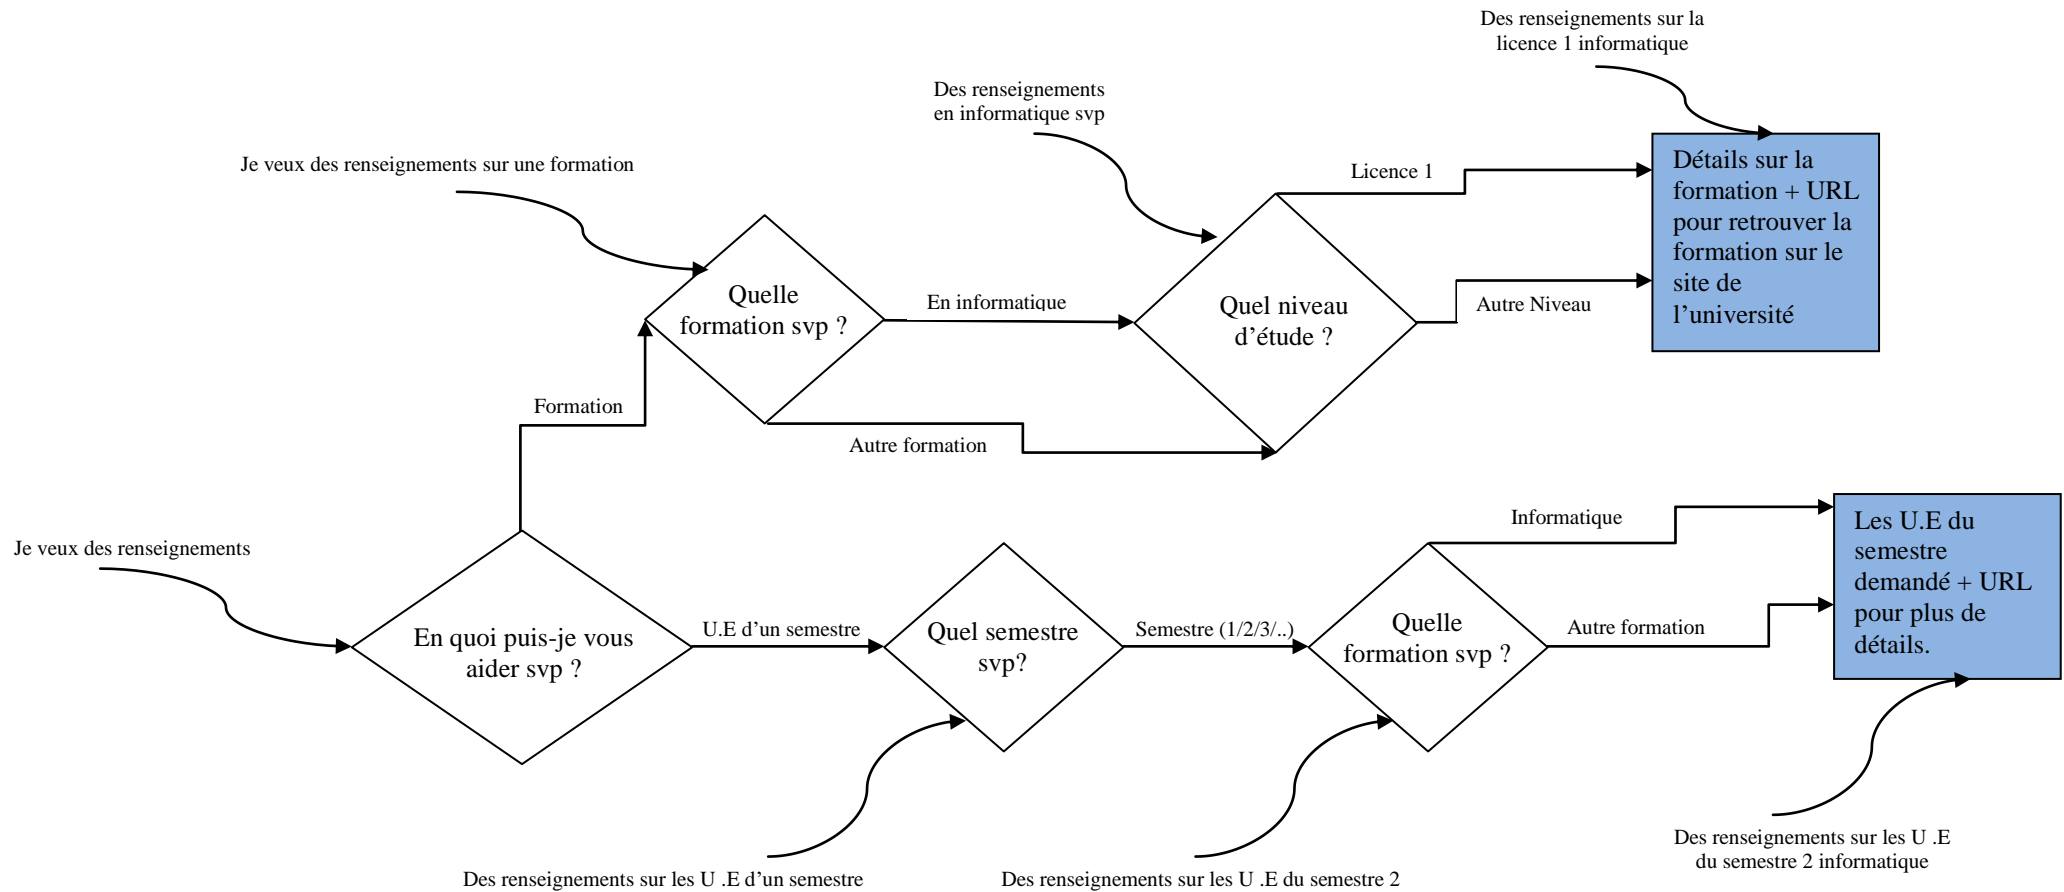 Des renseignements sur la
licence 1 informatique
Des renseignements
en informatique svp
Je veux des renseignements sur une formation
Licence 1
Détails sur la
formation + URL
pour retrouver la
formation sur le
site de
l’université
Quelle
formation svp ?
En informatique
Quel niveau
d’étude ?
Autre Niveau
Formation
Autre formation
Je veux des renseignements
En quoi puis-je vous
aider svp ?
U.E d’un semestre
Quel semestre
svp?
Semestre (1/2/3/..)
Quelle
formation svp ?
Informatique
Autre formation
Les U.E du
semestre
demandé + URL
pour plus de
détails.
Des renseignements sur les U .E d’un semestre
Des renseignements sur les U .E du semestre 2
Des renseignements sur les U .E
du semestre 2 informatique